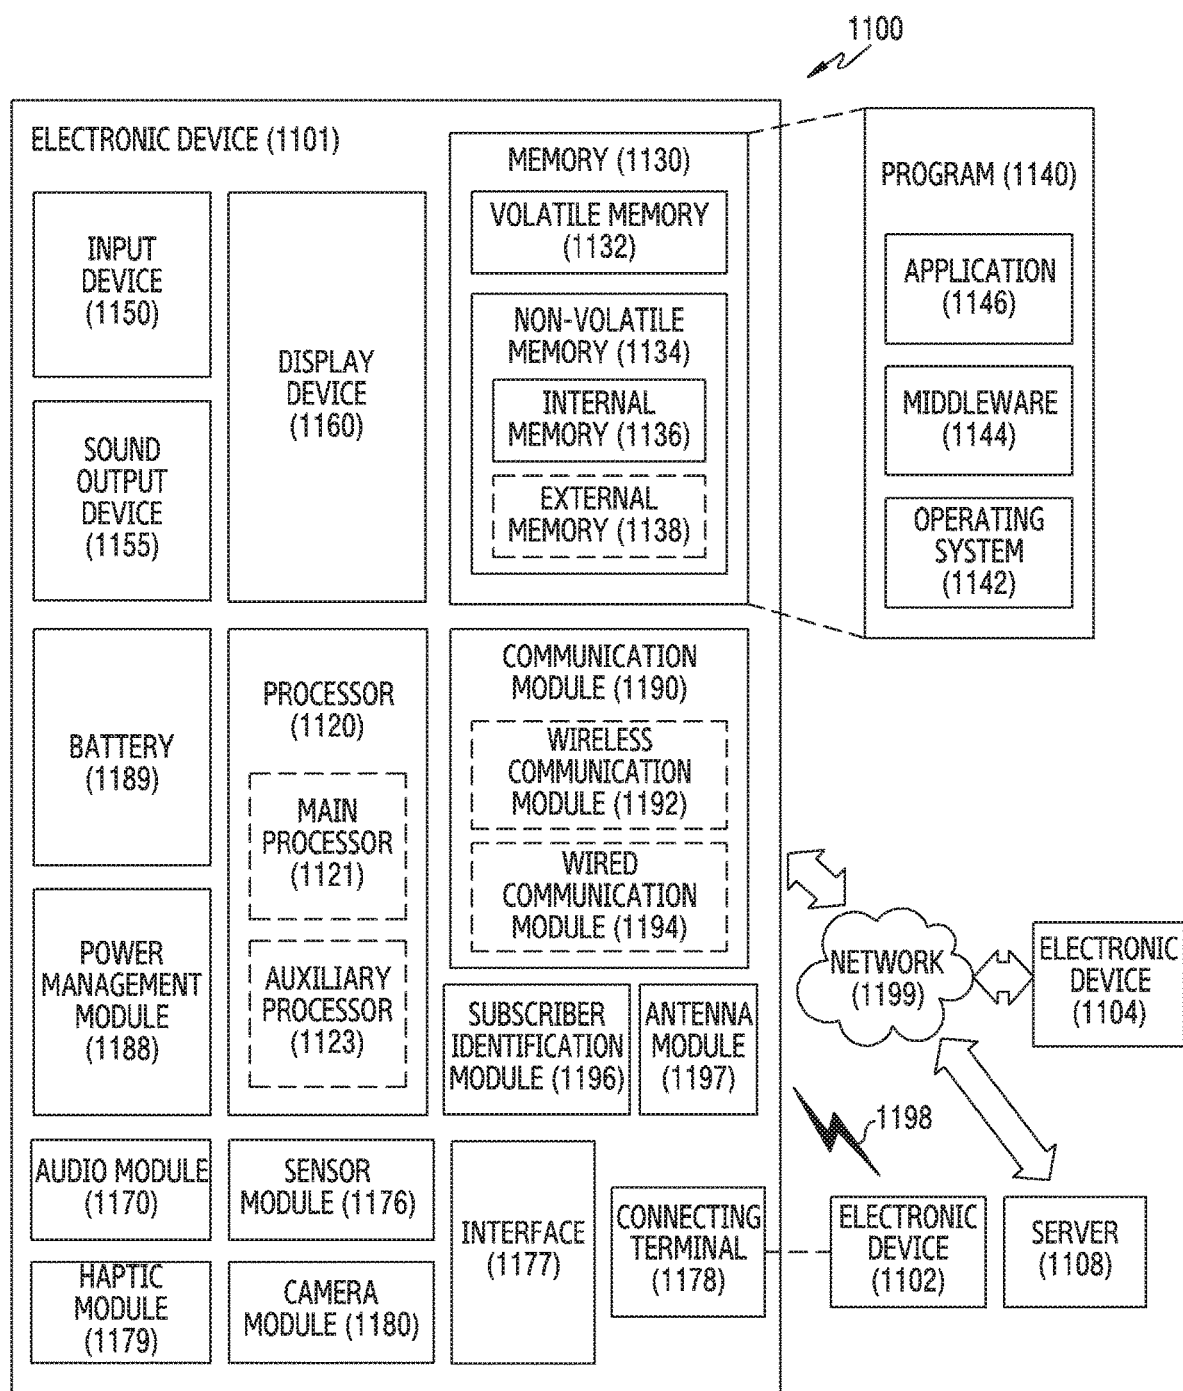 1100
ELECTRONIC DEVICE (1101)
INPUT
DEVICE
(1150)
SOUND
OUTPUT
DEVICE
(1155)
DISPLAY
DEVICE
(1160)
MEMORY (1130)
VOLATILE MEMORY
(1132)
NON-VOLATILE
MEMORY (1134)
INTERNAL
MEMORY (1136)
EXTERNAL
MEMORY (1138)
PROGRAM (1140)
APPLICATION
(1146)
MIDDLEWARE
(1144)
OPERATING
SYSTEM
(1142)
BATTERY
(1189)
POWER
MANAGEMENT
MODULE
(1188)
PROCESSOR
(1120)
MAIN
PROCESSOR
(1121)
AUXILIARY
PROCESSOR
(1123)
COMMUNICATION
MODULE (1190)
WIRELESS
COMMUNICATION
MODULE (1192)
WIRED
COMMUNICATION
MODULE (1194)
SUBSCRIBER
IDENTIFICATION
MODULE (1196)
ANTENNA
MODULE
(1197)
NETWORK
(1199)
ELECTRONIC
DEVICE
(1104)
1198
AUDIO MODULE
(1170)
SENSOR
MODULE (1176)
HAPTIC
MODULE
(1179)
CAMERA
MODULE (1180)
INTERFACE
(1177)
CONNECTING
TERMINAL
(1178)
ELECTRONIC
DEVICE
(1102)
SERVER
(1108)